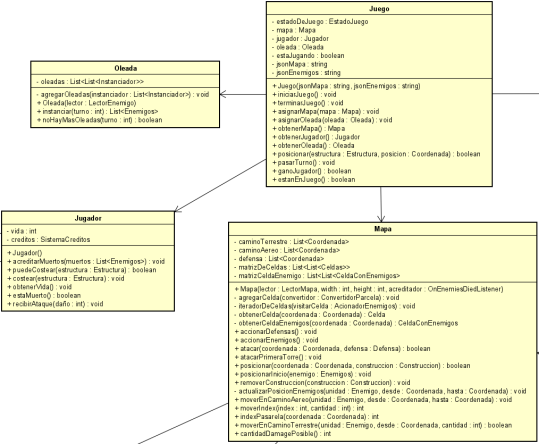 Juego
- estadoDeJuego : EstadoJuego
- mapa : Mapa
- jugador : Jugador
- oleada : Oleada
- estaJugando : boolean
- jsonMapa : string
- jsonEnemigos : string
+ Juego(jsonMapa : string, jsonEnemigos : string)
+ iniciarJuego() : void
+ terminarJuego() : void
+ asignarMapa(mapa : Mapa) : void
+ asignarOleada(oleada : Oleada) : void
+ obtenerMapa() : Mapa
+ obtenerJugador() : Jugador
+ obtenerOleada() : Oleada
+ posicionar(estructura : Estructura, posicion : Coordenada) : boolean
+ pasarTurno() : void
+ ganoJugador() : boolean
+ estanEnJuego() : boolean
Oleada
- oleadas : List<List<Instanciador>>
- agregarOleadas(instanciador : List<Instanciador>) : void
+ Oleada(lector : LectorEnemigo)
+ instanciar(turno : int) : List<Enemigos>
+ noHayMasOleadas(turno : int) : boolean
Jugador
- vida : int
- creditos : SistemaCreditos
+ Jugador()
+ acreditarMuertos(muertos : List<Enemigos>) : void
+ puedeCostear(estructura : Estructura) : boolean
+ costear(estructura : Estructura) : void
+ obtenerVida() : void
+ estaMuerto() : boolean
+ recibirAtaque(daño : int) : void
Mapa
- caminoTerrestre : List<Coordenada>
- caminoAereo : List<Coordenada>
- defensa : List<Coordenada>
- matrizDeCeldas : List<List<Celdas>>
- matrizCeldaEnemigo : List<List<CeldaConEnemigos>
+ Mapa(lector : LectorMapa, width : int, height : int, acreditador : OnEnemiesDiedListener)
- agregarCelda(convertidor : ConvertidorParcela) : void
- iteradorDeCeldas(visitarCelda : AcionadorEnemigos) : void
- obtenerCelda(coordenada : Coordenada) : Celda
- obtenerCeldaEnemigos(coordenada : Coordenada) : CeldaConEnemigos
+ accionarDefensas() : void
+ accionarEnemigos() : void
+ atacar(coordenada : Coordenada, defensa : Defensa) : boolean
+ atacarPrimeraTorre() : void
+ posicionar(coordenada : Coordenada, construccion : Construccion) : boolean
+ posicionarInicio(enemigo : Enemigos) : void
+ removerConstruccion(construccion : Construccion) : void
- actualizarPosicionEnemigos(unidad : Enemigo, desde : Coordenada, hasta : Coordenada) : void
+ moverEnCaminoAereo(unidad : Enemigo, desde : Coordenada, hasta : Coordenada) : void
+ moverIndex(index : int, cantidad : int) : int
+ indexPasarela(coordenada : Coordenada) : int
+ moverEnCaminoTerrestre(unidad : Enemigo, desde : Coordenada, cantidad : int) : boolean
+ cantidadDamagePosible() : int